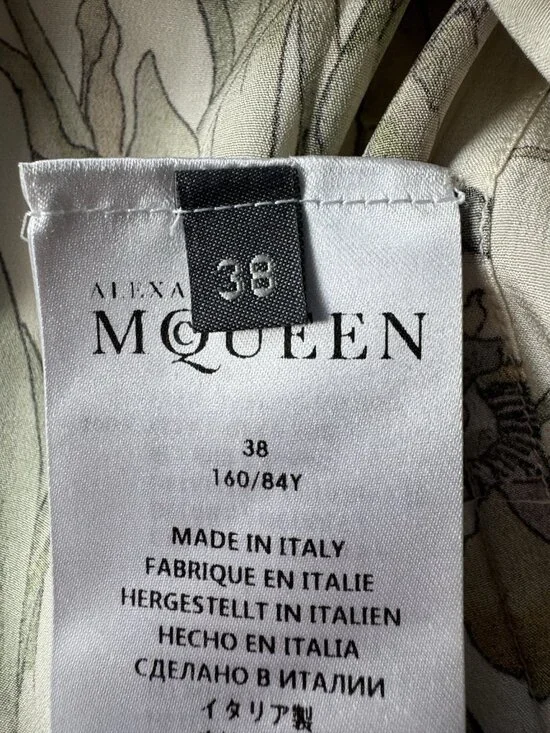 38
ALEXA
McQUEEN
38
160/84Y
MADE IN ITALY
FABRIQUE EN ITALIE
HERGESTELLT IN ITALIEN
HECHO EN ITALIA
СДЕЛАНО В ИТАЛИИ
イタリア製